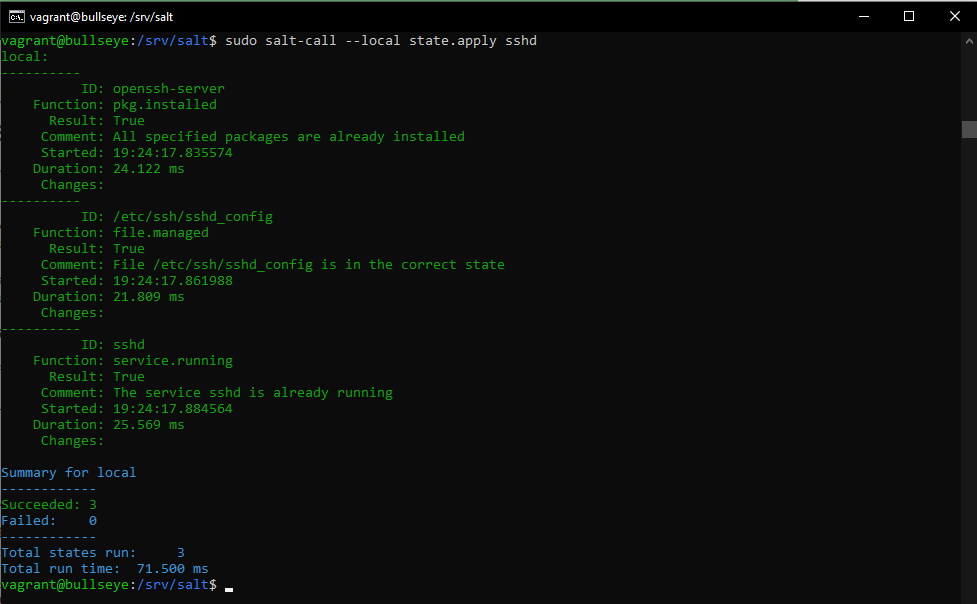 vagrant@bullseye: /srv/salt
vagrant@bullseye:/srv/salt$ sudo salt-call --local state.apply sshd
local:
----------
          ID: openssh-server
    Function: pkg.installed
      Result: True
     Comment: All specified packages are already installed
     Started: 19:24:17.835574
    Duration: 24.122 ms
     Changes:
----------
          ID: /etc/ssh/sshd_config
    Function: file.managed
      Result: True
     Comment: File /etc/ssh/sshd_config is in the correct state
     Started: 19:24:17.861988
    Duration: 21.809 ms
     Changes:
----------
          ID: sshd
    Function: service.running
      Result: True
     Comment: The service sshd is already running
     Started: 19:24:17.884564
    Duration: 25.569 ms
     Changes:
Summary for local
------------
Succeeded: 3
Failed:    0
------------
Total states run:     3
Total run time:  71.500 ms
vagrant@bullseye:/srv/salt$